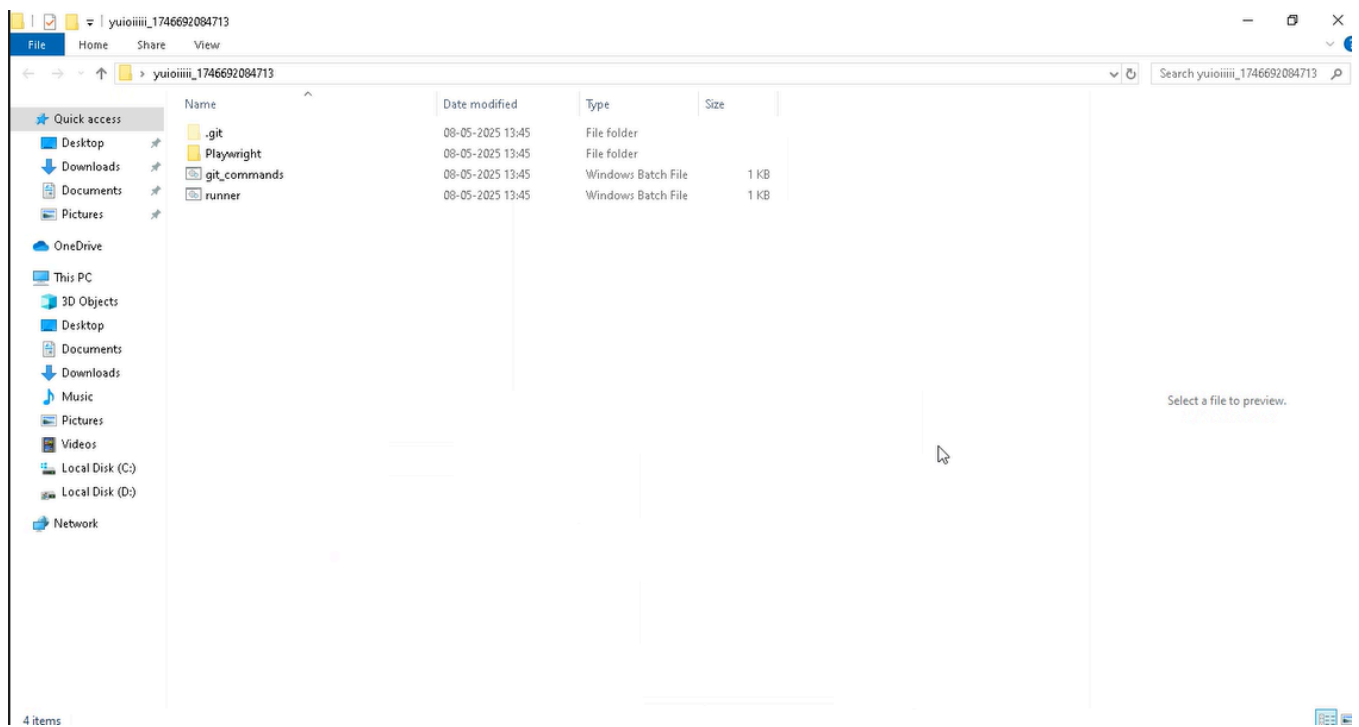 yuioiiiii_1746692084713
File Home Share View
yuioiiiii_1746692084713
Search yuioiiiii_1746692084713
Name Date modified Type Size
.git 08-05-2025 13:45 File folder
Playwright 08-05-2025 13:45 File folder
git_commands 08-05-2025 13:45 Windows Batch File 1 KB
runner 08-05-2025 13:45 Windows Batch File 1 KB
Quick access
Desktop
Downloads
Documents
Pictures
OneDrive
This PC
3D Objects
Desktop
Documents
Downloads
Music
Pictures
Videos
Local Disk (C:)
Local Disk (D:)
Network
Select a file to preview.
4 items